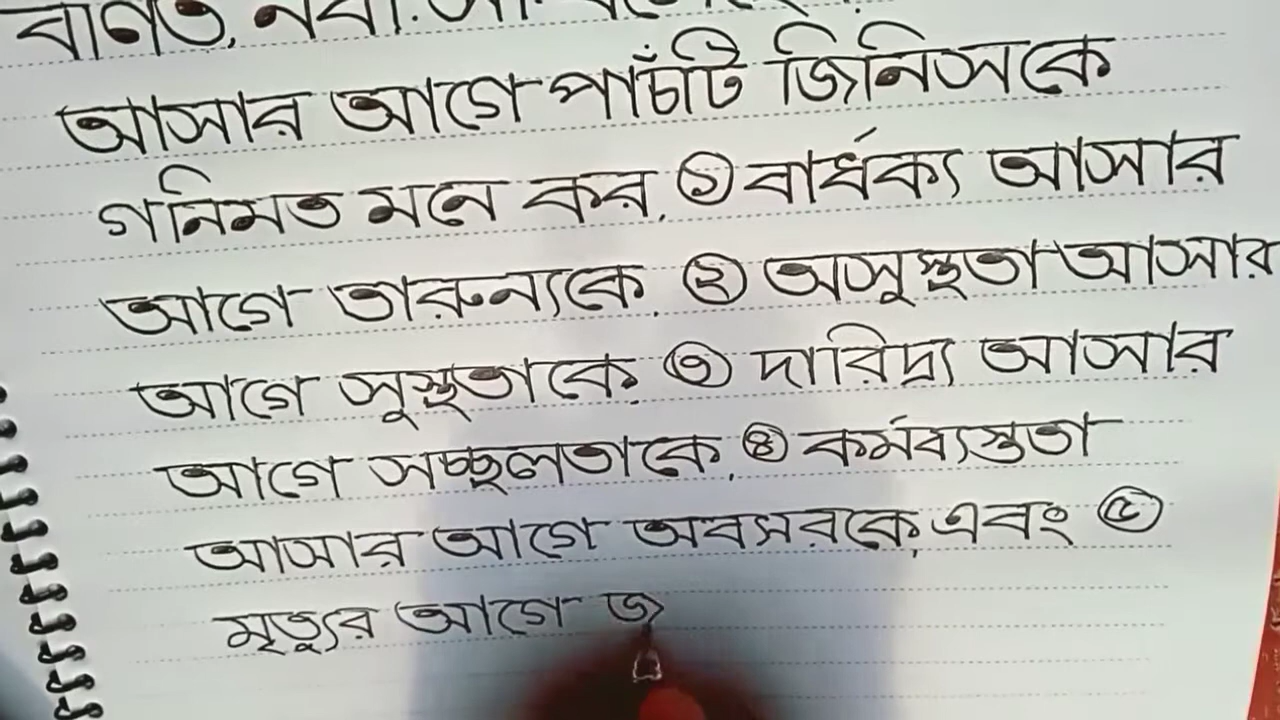 আসার আগে পাঁচটি জিনিসকে
গনিমত মনে কর, ১ বার্ধক্য আসার
আগে তারুন্যকে, ২ অসুস্থতা আসার
আগে সুস্থতাকে, ৩ দারিদ্র্য আসার
আগে সচ্ছলতাকে, ৪ কর্মব্যস্ততা
আসার আগে অবসরকে, এবং ৫
মৃত্যুর আগে জ